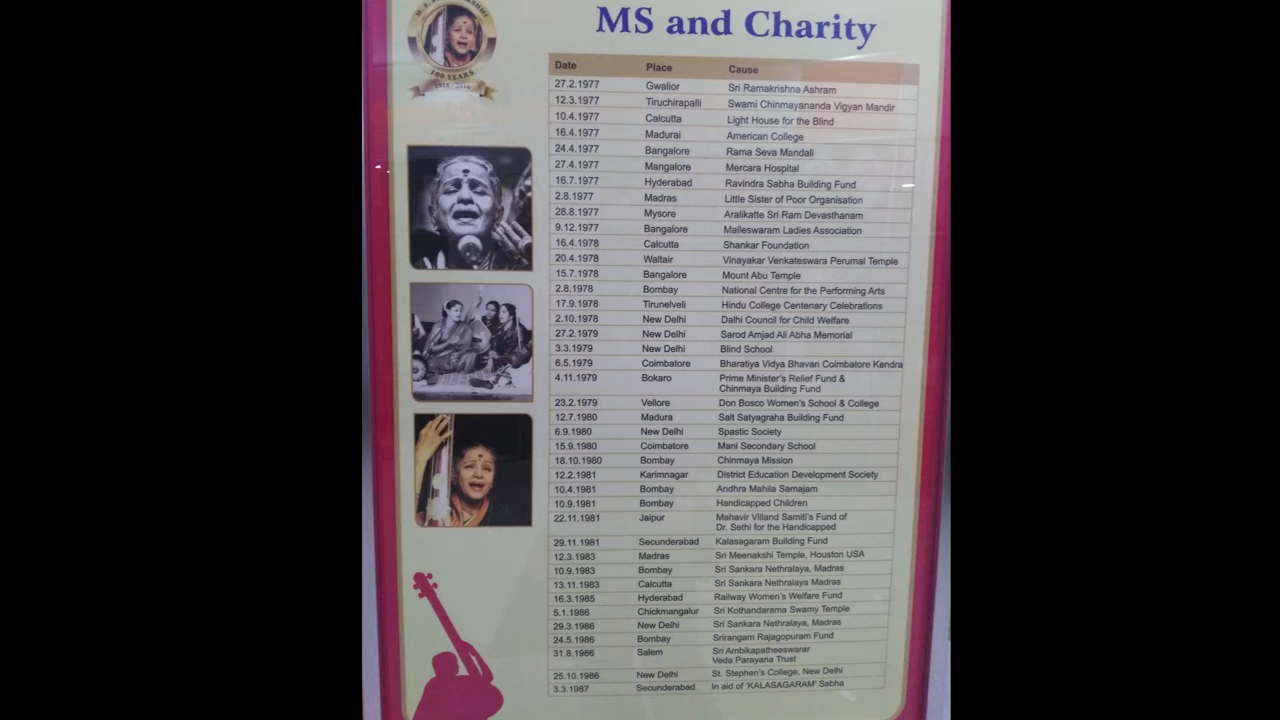 MS and Charity
100 YEARS
Date Place Cause
27.2.1977 Gwalior Sri Ramakrishna Ashram
12.3.1977 Tiruchirapalli Swami Chinmayananda Vigyan Mandir
10.4.1977 Calcutta Light House for the Blind
16.4.1977 Madurai American College
24.4.1977 Bangalore Rama Seva Mandali
27.4.1977 Mangalore Mercara Hospital
16.7.1977 Hyderabad Ravindra Sabha Building Fund
2.8.1977 Madras Little Sister of Poor Organisation
28.8.1977 Mysore Aralikatte Sri Ram Devasthanam
9.12.1977 Bangalore Malleswaram Ladies Association
16.4.1978 Calcutta Shankar Foundation
20.4.1978 Waltair Vinayakar Venkateswara Perumal Temple
15.7.1978 Bangalore Mount Abu Temple
2.8.1978 Bombay National Centre for the Performing Arts
17.9.1978 Tirunelveli Hindu College Centenary Celebrations
2.10.1978 New Delhi Dalhi Council for Child Welfare
27.2.1979 New Delhi Sarod Amjad Ali Abha Memorial
3.3.1979 New Delhi Blind School
6.5.1979 Coimbatore Bharatiya Vidya Bhavan Coimbatore Kendra
4.11.1979 Bokaro Prime Minister's Relief Fund &
Chinmaya Building Fund
23.2.1979 Vellore Don Bosco Women's School & College
12.7.1980 Madura Salt Satyagraha Building Fund
6.9.1980 New Delhi Spastic Society
15.9.1980 Coimbatore Mani Secondary School
18.10.1980 Bombay Chinmaya Mission
12.2.1981 Karimnagar District Education Development Society
10.4.1981 Bombay Andhra Mahila Samajam
10.9.1981 Bombay Handicapped Children
22.11.1981 Jaipur Mahavir Villand Samiti's Fund of
Dr. Sethi for the Handicapped
29.11.1981 Secunderabad Kalasagaram Building Fund
12.3.1983 Madras Sri Meenakshi Temple, Houston USA
10.9.1983 Bombay Sri Sankara Nethralaya, Madras
13.11.1983 Calcutta Sri Sankara Nethralaya Madras
16.3.1985 Hyderabad Railway Women's Welfare Fund
5.1.1986 Chickmangalur Sri Kothandarama Swamy Temple
29.3.1986 New Delhi Sri Sankara Nethralaya, Madras
24.5.1986 Bombay Srirangam Rajagopuram Fund
31.8.1986 Salem Sri Ambikapatheeswarar
Veda Parayana Trust
25.10.1986 New Delhi St. Stephen's College, New Delhi
3.3.1987 Secunderabad In aid of 'KALASAGARAM' Sabha